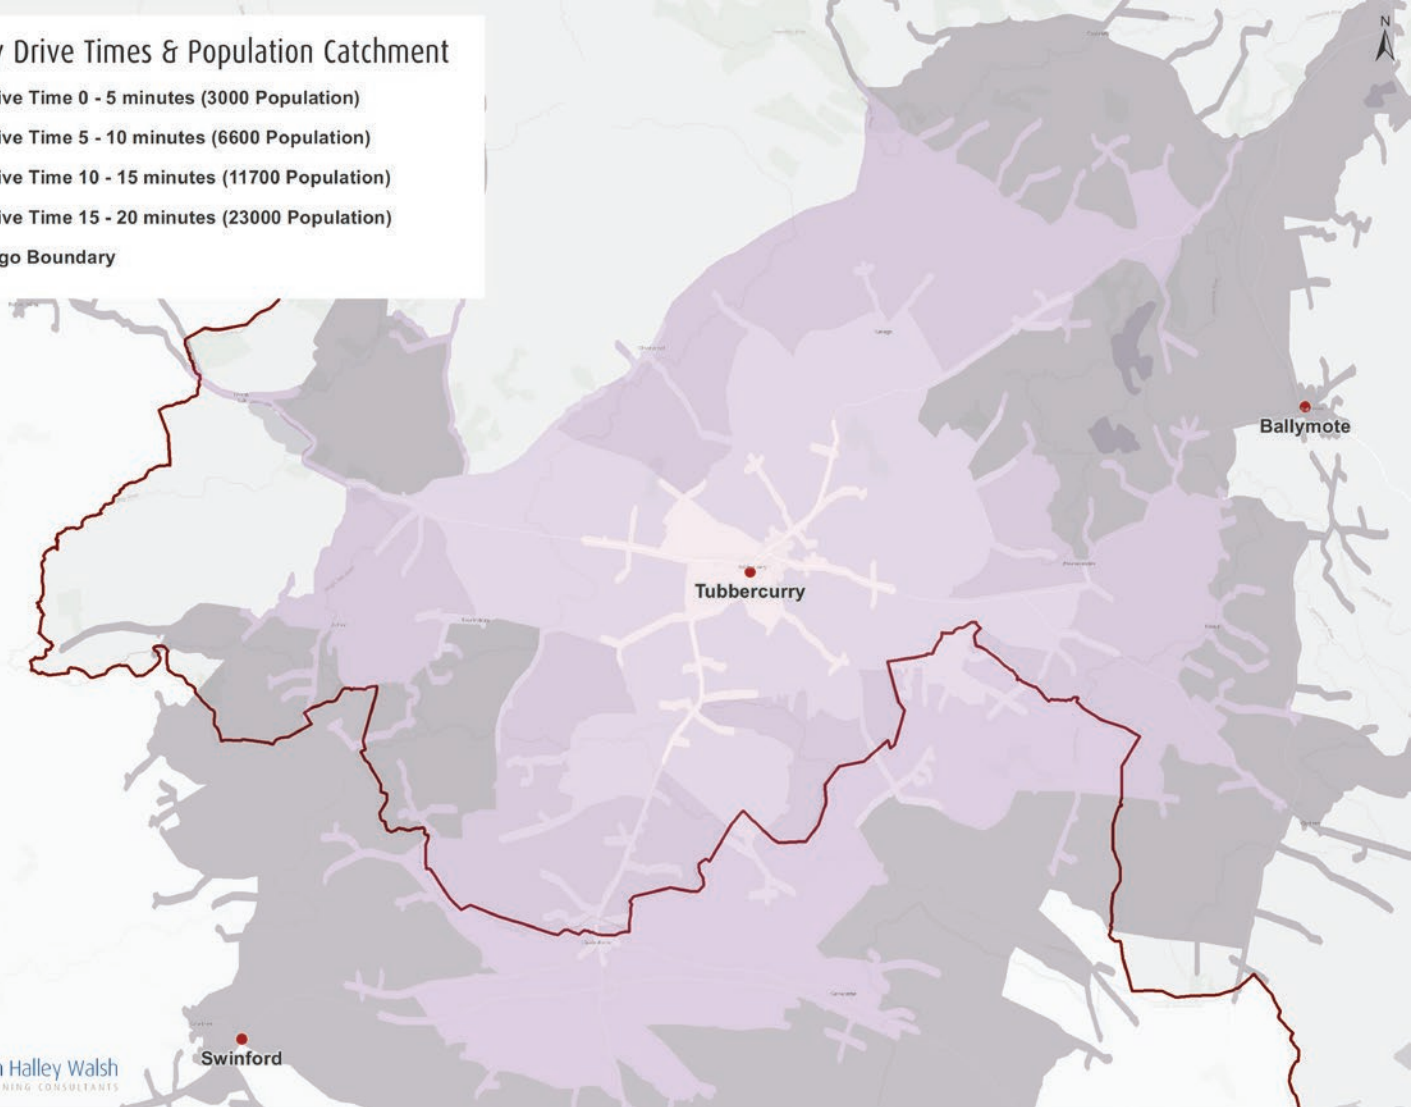 y Drive Times & Population Catchment
ive Time 0 - 5 minutes (3000 Population)
ive Time 5 - 10 minutes (6600 Population)
ive Time 10 - 15 minutes (11700 Population)
ive Time 15 - 20 minutes (23000 Population)
go Boundary
N
Ballymote
Tubbercurry
Swinford
n Halley Walsh
NING CONSULTANTS